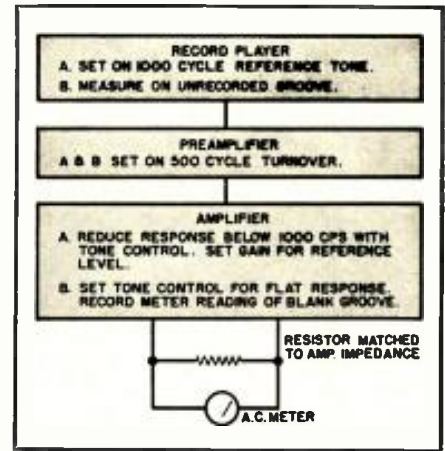 RECORD PLAYER
A. SET ON 1000 CYCLE REFERENCE TONE.
B. MEASURE ON UNRECORDED GROOVE.
PREAMPLIFIER
A & B SET ON 500 CYCLE TURNOVER.
AMPLIFIER
A. REDUCE RESPONSE BELOW 1000 CPS WITH
TONE CONTROL. SET GAIN FOR REFERENCE
LEVEL.
B. SET TONE CONTROL FOR FLAT RESPONSE.
RECORD METER READING OF BLANK GROOVE.
RESISTOR MATCHED
TO AMP. IMPEDANCE
A.C. METER